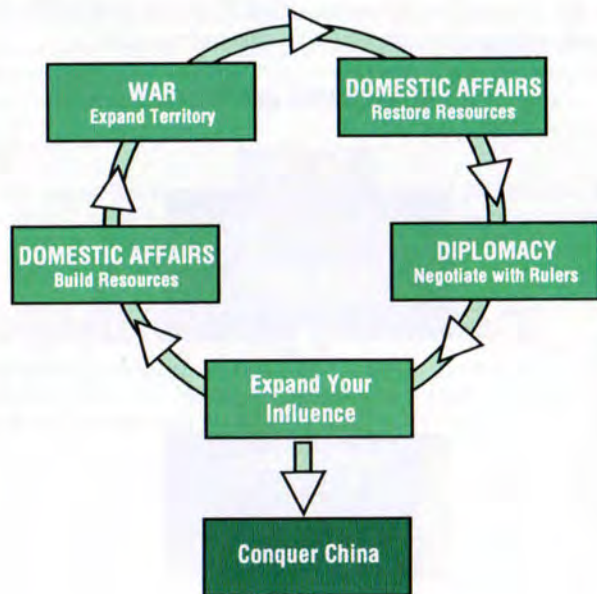 WAR
Expand Territory
DOMESTIC AFFAIRS
Restore Resources
DOMESTIC AFFAIRS
Build Resources
DIPLOMACY
Negotiate with Rulers
Expand Your
Influence
Conquer China